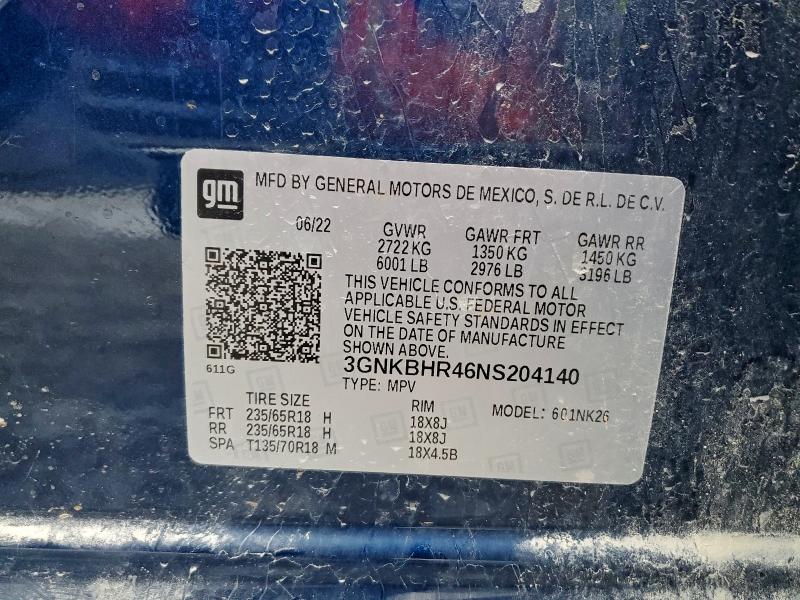 gm MFD BY GENERAL MOTORS DE MEXICO, S. DE R.L. DE C.V.
06/22 GVWR GAWR FRT GAWR RR
2722 KG 1350 KG 1450 KG
6001 LB 2976 LB 3196 LB
THIS VEHICLE CONFORMS TO ALL
APPLICABLE U.S. FEDERAL MOTOR
VEHICLE SAFETY STANDARDS IN EFFECT
ON THE DATE OF MANUFACTURE
SHOWN ABOVE.
611G
3GNKBHR46NS204140
TYPE: MPV
TIRE SIZE RIM MODEL: 601NK26
FRT 235/65R18 H 18X8J
RR 235/65R18 H 18X8J
SPA T135/70R18 M 18X4.5B